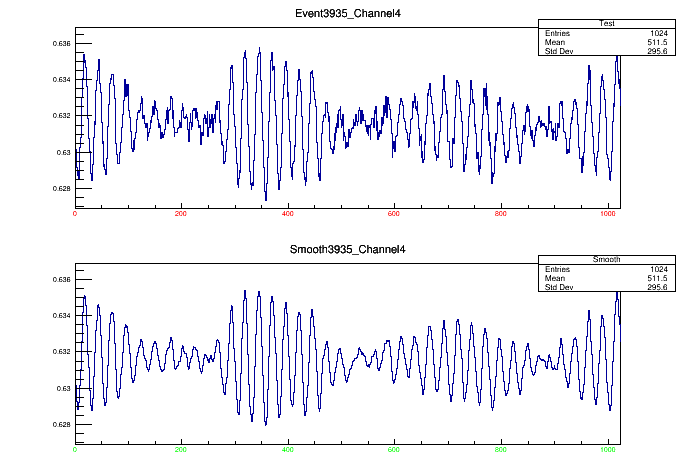 Event3935_Channel4
Test
Entries 1024
Mean 511.5
Std Dev 295.6
0.636
0.634
0.632
0.63
0.628
0 200 400 600 800 1000
Smooth3935_Channel4
Smooth
Entries 1024
Mean 511.5
Std Dev 295.6
0.636
0.634
0.632
0.63
0.628
0 200 400 600 800 1000